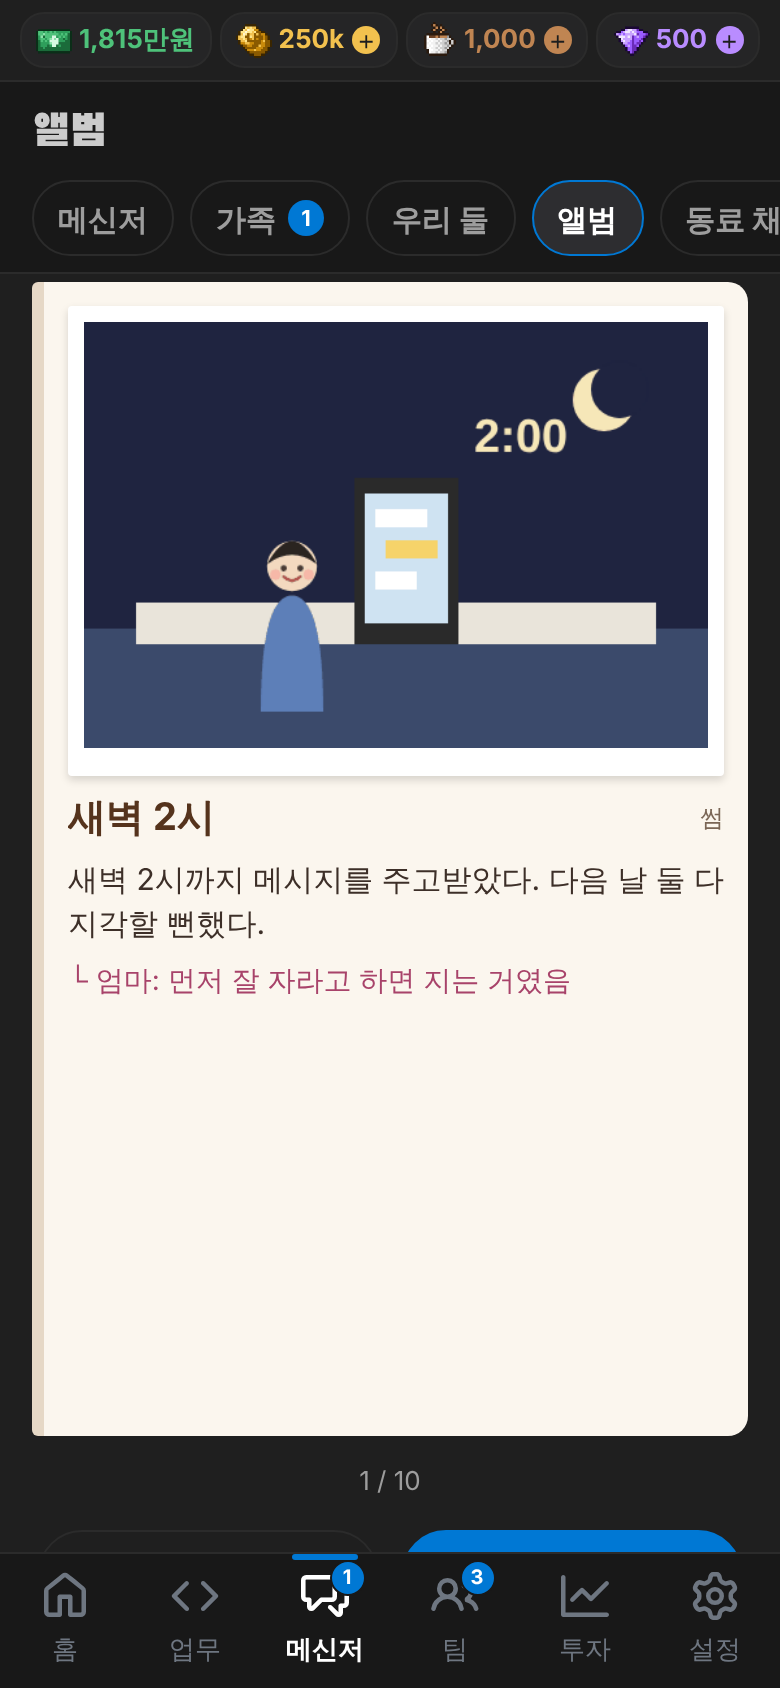 1,815만원 250k 1,000 500
앨범
메신저 가족 1 우리 둘 앨범 동료 채
2:00
새벽 2시 썸
새벽 2시까지 메시지를 주고받았다. 다음 날 둘 다
지각할 뻔했다.
└ 엄마: 먼저 잘 자라고 하면 지는 거였음
1 / 10
1 3
홈 업무 메신저 팀 투자 설정